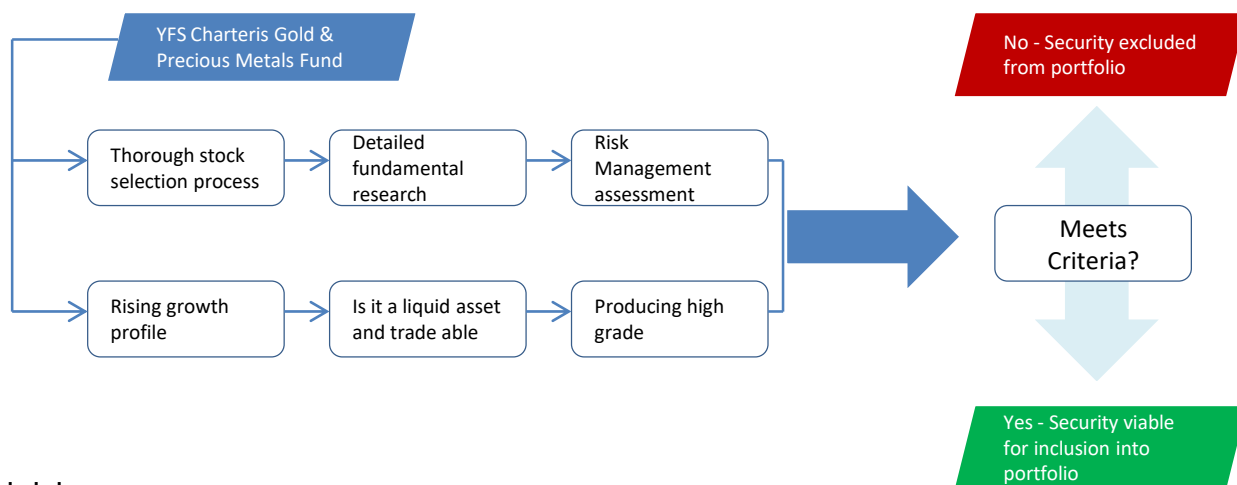 YFS Charteris Gold &
Precious Metals Fund
No - Security excluded
from portfolio
Thorough stock
selection process
Detailed
fundamental
research
Risk
Management
assessment
Meets
Criteria?
Rising growth
profile
Is it a liquid asset
and trade able
Producing high
grade
Yes - Security viable
for inclusion into
portfolio